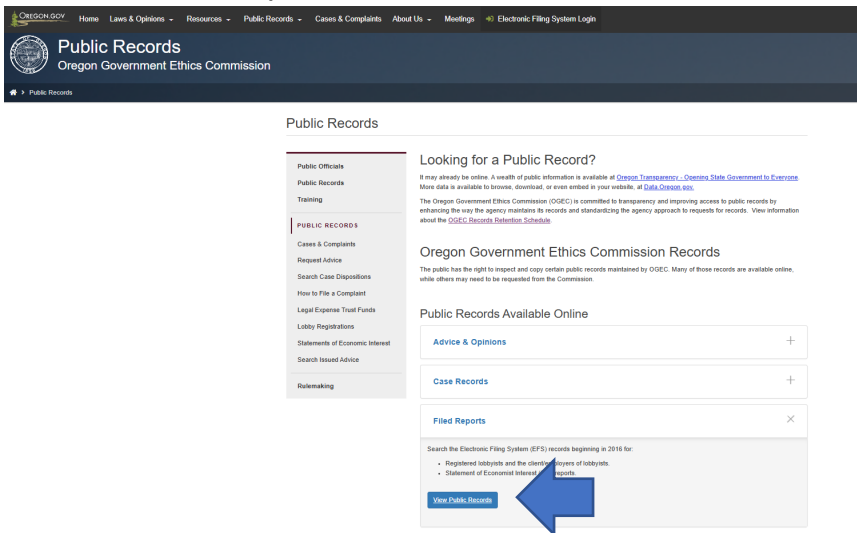 OREGON.GOV Home Laws & Opinions Resources Public Records Cases & Complaints About Us Meetings Electronic Filing System Login
Public Records
Oregon Government Ethics Commission
> Public Records
Public Records
Public Officials
Public Records
Training
PUBLIC RECORDS
Cases & Complaints
Request Advice
Search Case Dispositions
How to File a Complaint
Legal Expense Trust Funds
Lobby Registrations
Statements of Economic Interest
Search Issued Advice
Rulemaking
Looking for a Public Record?
It may already be online. A wealth of public information is available at Oregon Transparency - Opening State Government to Everyone
More data is available to browse, download, or even embed in your website, at Data.Oregon.gov.
The Oregon Government Ethics Commission (OGEC) is committed to transparency and improving access to public records by
enhancing the way the agency maintains its records and standardizing the agency approach to requests for records. View information
about the OGEC Records Retention Schedule.
Oregon Government Ethics Commission Records
The public has the right to inspect and copy certain public records maintained by OGEC. Many of those records are available online,
while others may need to be requested from the Commission.
Public Records Available Online
Advice & Opinions
Case Records
Filed Reports
Search the Electronic Filing System (EFS) records beginning in 2016 for:
• Registered lobbyists and the client/employers of lobbyists.
• Statement of Economist Interest reports.
View Public Records